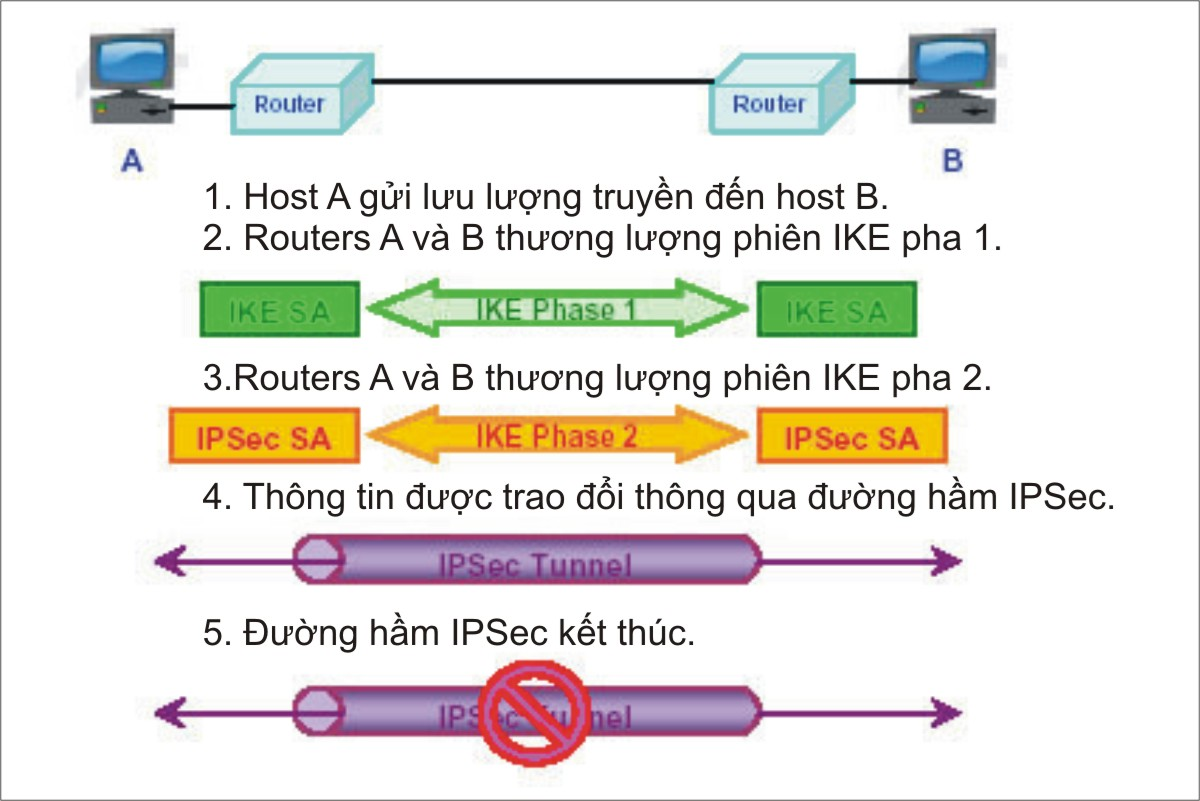 Router
Router
A
B
1. Host A gửi lưu lượng truyền đến host B.
2. Routers A và B thương lượng phiên IKE pha 1.
IKE SA
IKE Phase 1
IKE SA
3.Routers A và B thương lượng phiên IKE pha 2.
IPSec SA
IKE Phase 2
IPSec SA
4. Thông tin được trao đổi thông qua đường hầm IPSec.
IPSec Tunnel
5. Đường hầm IPSec kết thúc.
IPSec Tunnel